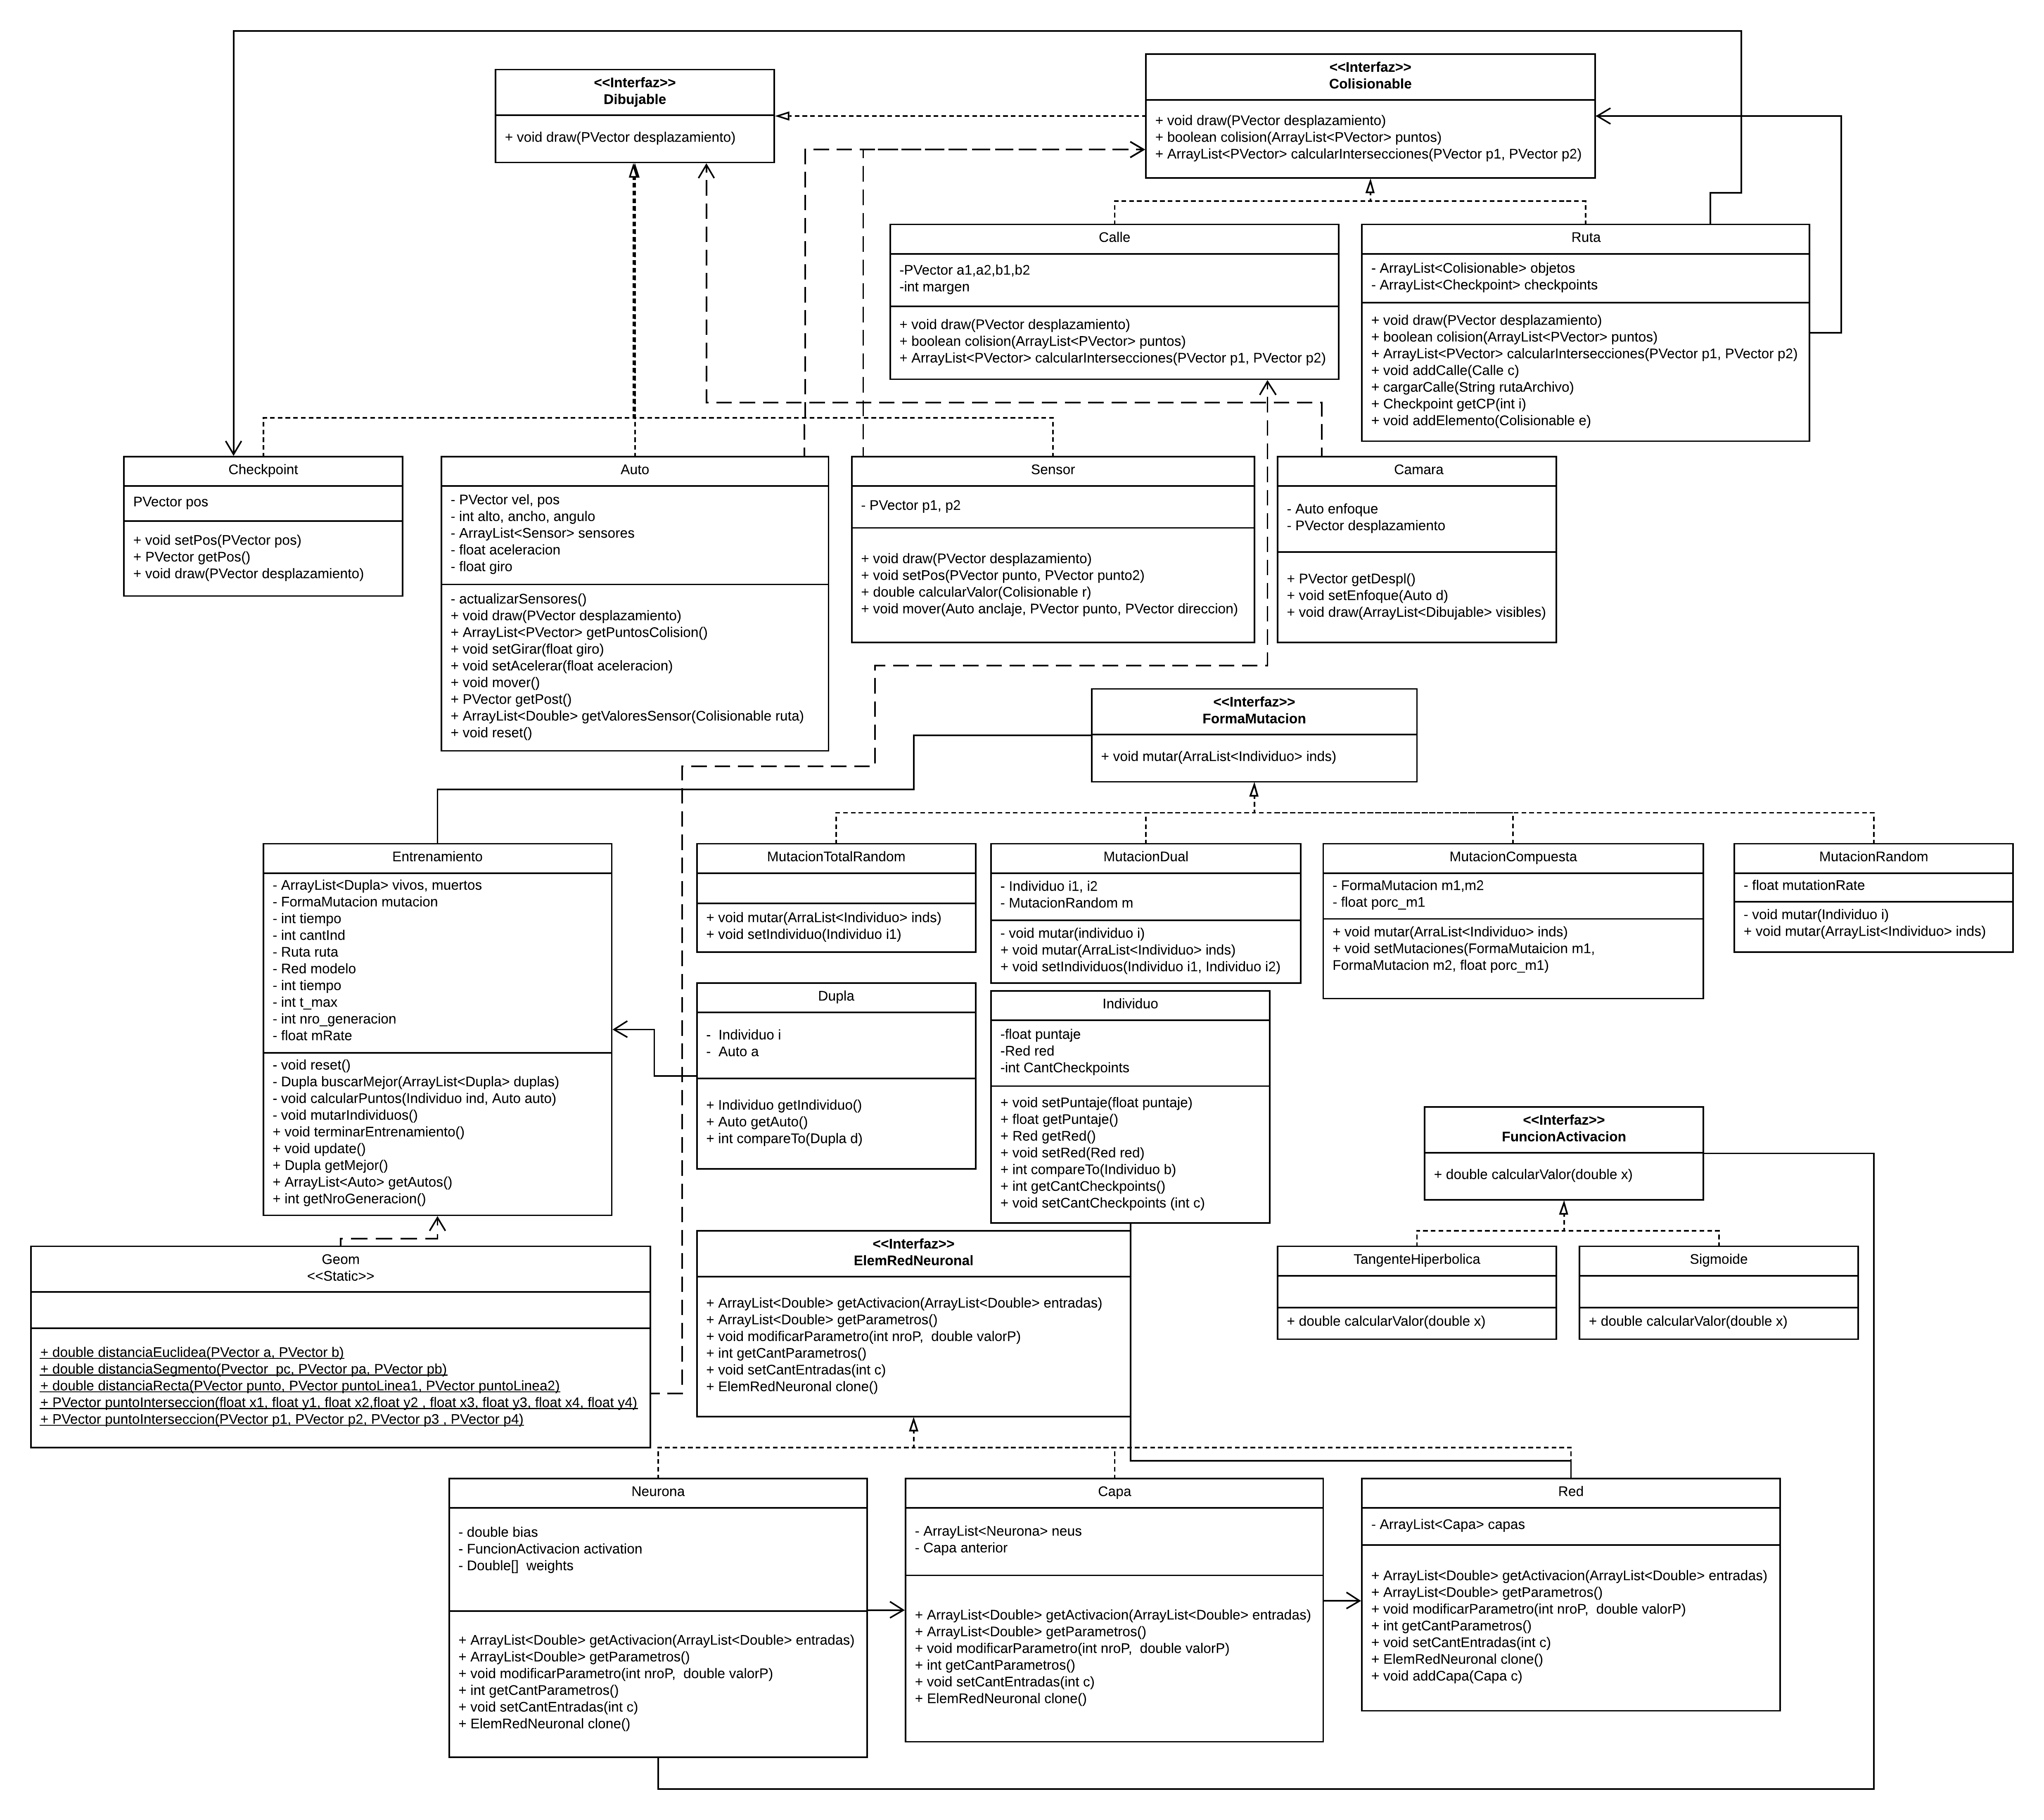 <<Interfaz>>
Dibujable
+ void draw(PVector desplazamiento)
<<Interfaz>>
Colisionable
+ void draw(PVector desplazamiento)
+ boolean colision(ArrayList<PVector> puntos)
+ ArrayList<PVector> calcularIntersecciones(PVector p1, PVector p2)
Calle
-PVector a1,a2,b1,b2
-int margen
+ void draw(PVector desplazamiento)
+ boolean colision(ArrayList<PVector> puntos)
+ ArrayList<PVector> calcularIntersecciones(PVector p1, PVector p2)
Ruta
- ArrayList<Colisionable> objetos
- ArrayList<Checkpoint> checkpoints
+ void draw(PVector desplazamiento)
+ boolean colision(ArrayList<PVector> puntos)
+ ArrayList<PVector> calcularIntersecciones(PVector p1, PVector p2)
+ void addCalle(Calle c)
+ cargarCalle(String rutaArchivo)
+ Checkpoint getCP(int i)
+ void addElemento(Colisionable e)
Checkpoint
PVector pos
+ void setPos(PVector pos)
+ PVector getPos()
+ void draw(PVector desplazamiento)
Auto
- PVector vel, pos
- int alto, ancho, angulo
- ArrayList<Sensor> sensores
- float aceleracion
- float giro
- actualizarSensores()
+ void draw(PVector desplazamiento)
+ ArrayList<PVector> getPuntosColision()
+ void setGirar(float giro)
+ void setAcelerar(float aceleracion)
+ void mover()
+ PVector getPost()
+ ArrayList<Double> getValoresSensor(Colisionable ruta)
+ void reset()
Sensor
- PVector p1, p2
+ void draw(PVector desplazamiento)
+ void setPos(PVector punto, PVector punto2)
+ double calcularValor(Colisionable r)
+ void mover(Auto anclaje, PVector punto, PVector direccion)
Camara
- Auto enfoque
- PVector desplazamiento
+ PVector getDespl()
+ void setEnfoque(Auto d)
+ void draw(ArrayList<Dibujable> visibles)
<<Interfaz>>
FormaMutacion
+ void mutar(ArraList<Individuo> inds)
Entrenamiento
- ArrayList<Dupla> vivos, muertos
- FormaMutacion mutacion
- int tiempo
- int cantInd
- Ruta ruta
- Red modelo
- int tiempo
- int t_max
- int nro_generacion
- float mRate
- void reset()
- Dupla buscarMejor(ArrayList<Dupla> duplas)
- void calcularPuntos(Individuo ind, Auto auto)
- void mutarIndividuos()
+ void terminarEntrenamiento()
+ void update()
+ Dupla getMejor()
+ ArrayList<Auto> getAutos()
+ int getNroGeneracion()
MutacionTotalRandom
+ void mutar(ArraList<Individuo> inds)
+ void setIndividuo(Individuo i1)
MutacionDual
- Individuo i1, i2
- MutacionRandom m
- void mutar(individuo i)
+ void mutar(ArraList<Individuo> inds)
+ void setIndividuos(Individuo i1, Individuo i2)
MutacionCompuesta
- FormaMutacion m1,m2
- float porc_m1
+ void mutar(ArraList<Individuo> inds)
+ void setMutaciones(FormaMutaicion m1,
FormaMutacion m2, float porc_m1)
MutacionRandom
- float mutationRate
- void mutar(Individuo i)
+ void mutar(ArrayList<Individuo> inds)
Dupla
- Individuo i
- Auto a
+ Individuo getIndividuo()
+ Auto getAuto()
+ int compareTo(Dupla d)
Individuo
-float puntaje
-Red red
-int CantCheckpoints
+ void setPuntaje(float puntaje)
+ float getPuntaje()
+ Red getRed()
+ void setRed(Red red)
+ int compareTo(Individuo b)
+ int getCantCheckpoints()
+ void setCantCheckpoints (int c)
<<Interfaz>>
FuncionActivacion
+ double calcularValor(double x)
TangenteHiperbolica
+ double calcularValor(double x)
Sigmoide
+ double calcularValor(double x)
Geom
<<Static>>
+ double distanciaEuclidea(PVector a, PVector b)
+ double distanciaSegmento(Pvector  pc, PVector pa, PVector pb)
+ double distanciaRecta(PVector punto, PVector puntoLinea1, PVector puntoLinea2)
+ PVector puntoInterseccion(float x1, float y1, float x2,float y2 , float x3, float y3, float x4, float y4)
+ PVector puntoInterseccion(PVector p1, PVector p2, PVector p3 , PVector p4)
<<Interfaz>>
ElemRedNeuronal
+ ArrayList<Double> getActivacion(ArrayList<Double> entradas)
+ ArrayList<Double> getParametros()
+ void modificarParametro(int nroP,  double valorP)
+ int getCantParametros()
+ void setCantEntradas(int c)
+ ElemRedNeuronal clone()
Neurona
- double bias
- FuncionActivacion activation
- Double[]  weights
+ ArrayList<Double> getActivacion(ArrayList<Double> entradas)
+ ArrayList<Double> getParametros()
+ void modificarParametro(int nroP,  double valorP)
+ int getCantParametros()
+ void setCantEntradas(int c)
+ ElemRedNeuronal clone()
Capa
- ArrayList<Neurona> neus
- Capa anterior
+ ArrayList<Double> getActivacion(ArrayList<Double> entradas)
+ ArrayList<Double> getParametros()
+ void modificarParametro(int nroP,  double valorP)
+ int getCantParametros()
+ void setCantEntradas(int c)
+ ElemRedNeuronal clone()
Red
- ArrayList<Capa> capas
+ ArrayList<Double> getActivacion(ArrayList<Double> entradas)
+ ArrayList<Double> getParametros()
+ void modificarParametro(int nroP,  double valorP)
+ int getCantParametros()
+ void setCantEntradas(int c)
+ ElemRedNeuronal clone()
+ void addCapa(Capa c)